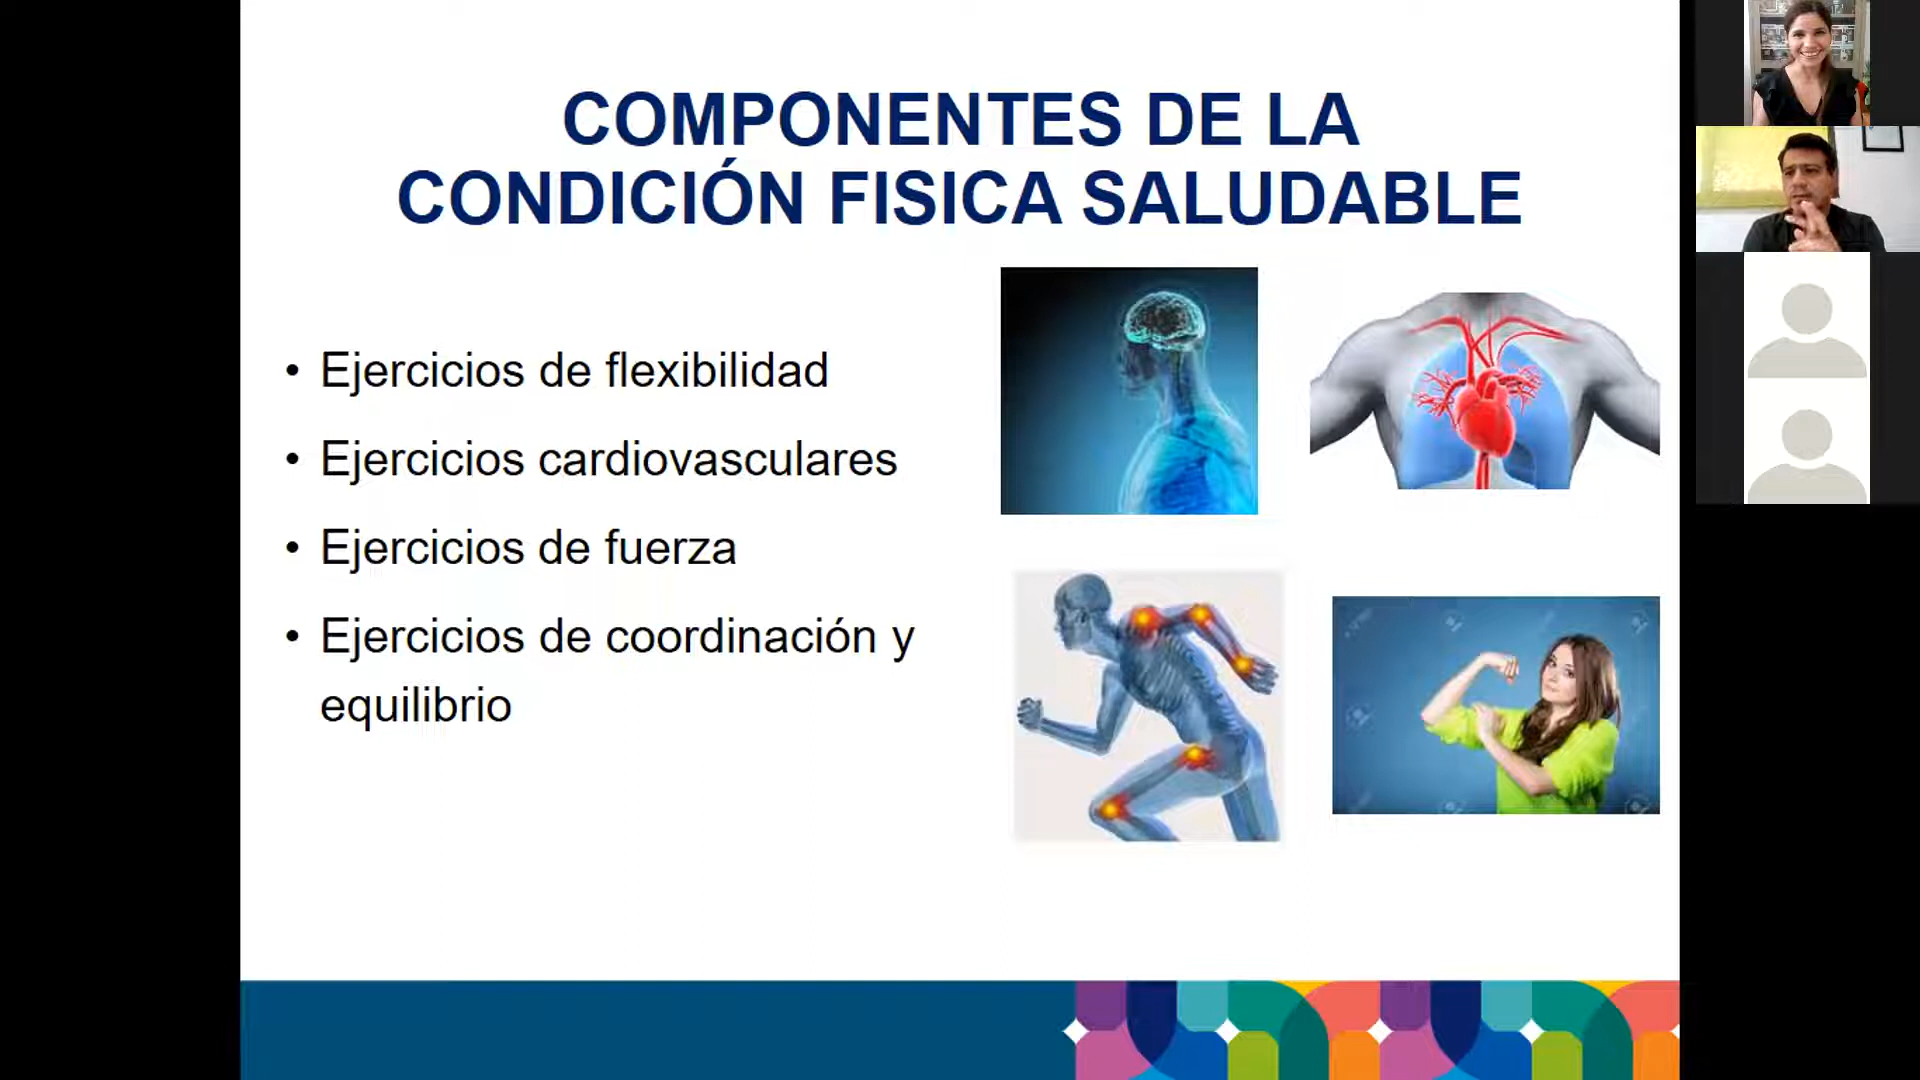 COMPONENTES DE LA
CONDICIÓN FISICA SALUDABLE
• Ejercicios de flexibilidad
• Ejercicios cardiovasculares
• Ejercicios de fuerza
• Ejercicios de coordinación y
equilibrio